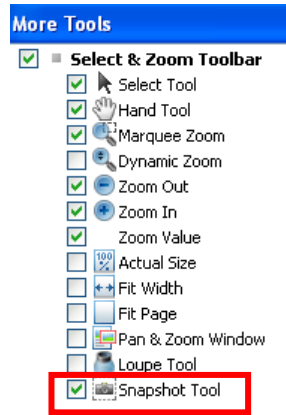 More Tools
Select & Zoom Toolbar
Select Tool
Hand Tool
Marquee Zoom
Dynamic Zoom
Zoom Out
Zoom In
Zoom Value
100%
Actual Size
Fit Width
Fit Page
Pan & Zoom Window
Loupe Tool
Snapshot Tool